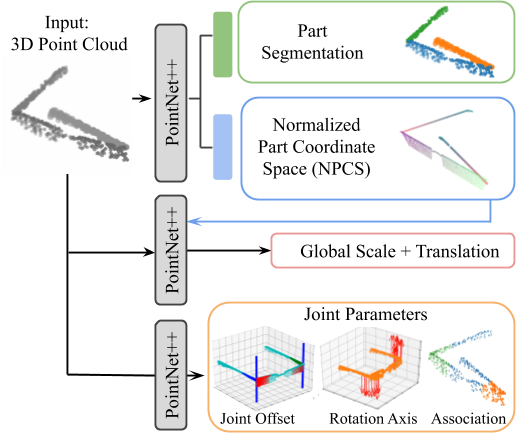 Input:
3D Point Cloud
PointNet++
Part
Segmentation
Normalized
Part Coordinate
Space (NPCS)
PointNet++
Global Scale + Translation
PointNet++
Joint Parameters
Joint Offset
Rotation Axis
Association